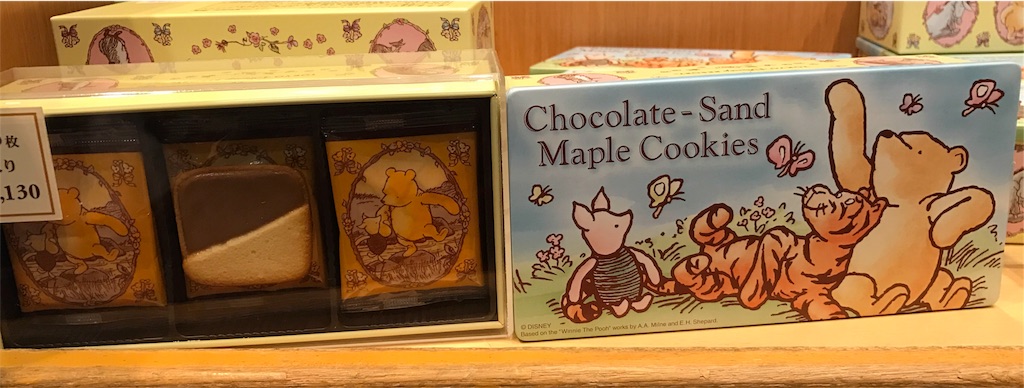 枚
り
,130
Chocolate-Sand
Maple Cookies
© DISNEY
Based on the "Winnie The Pooh" works by A.A. Milne and E.H. Shepard.